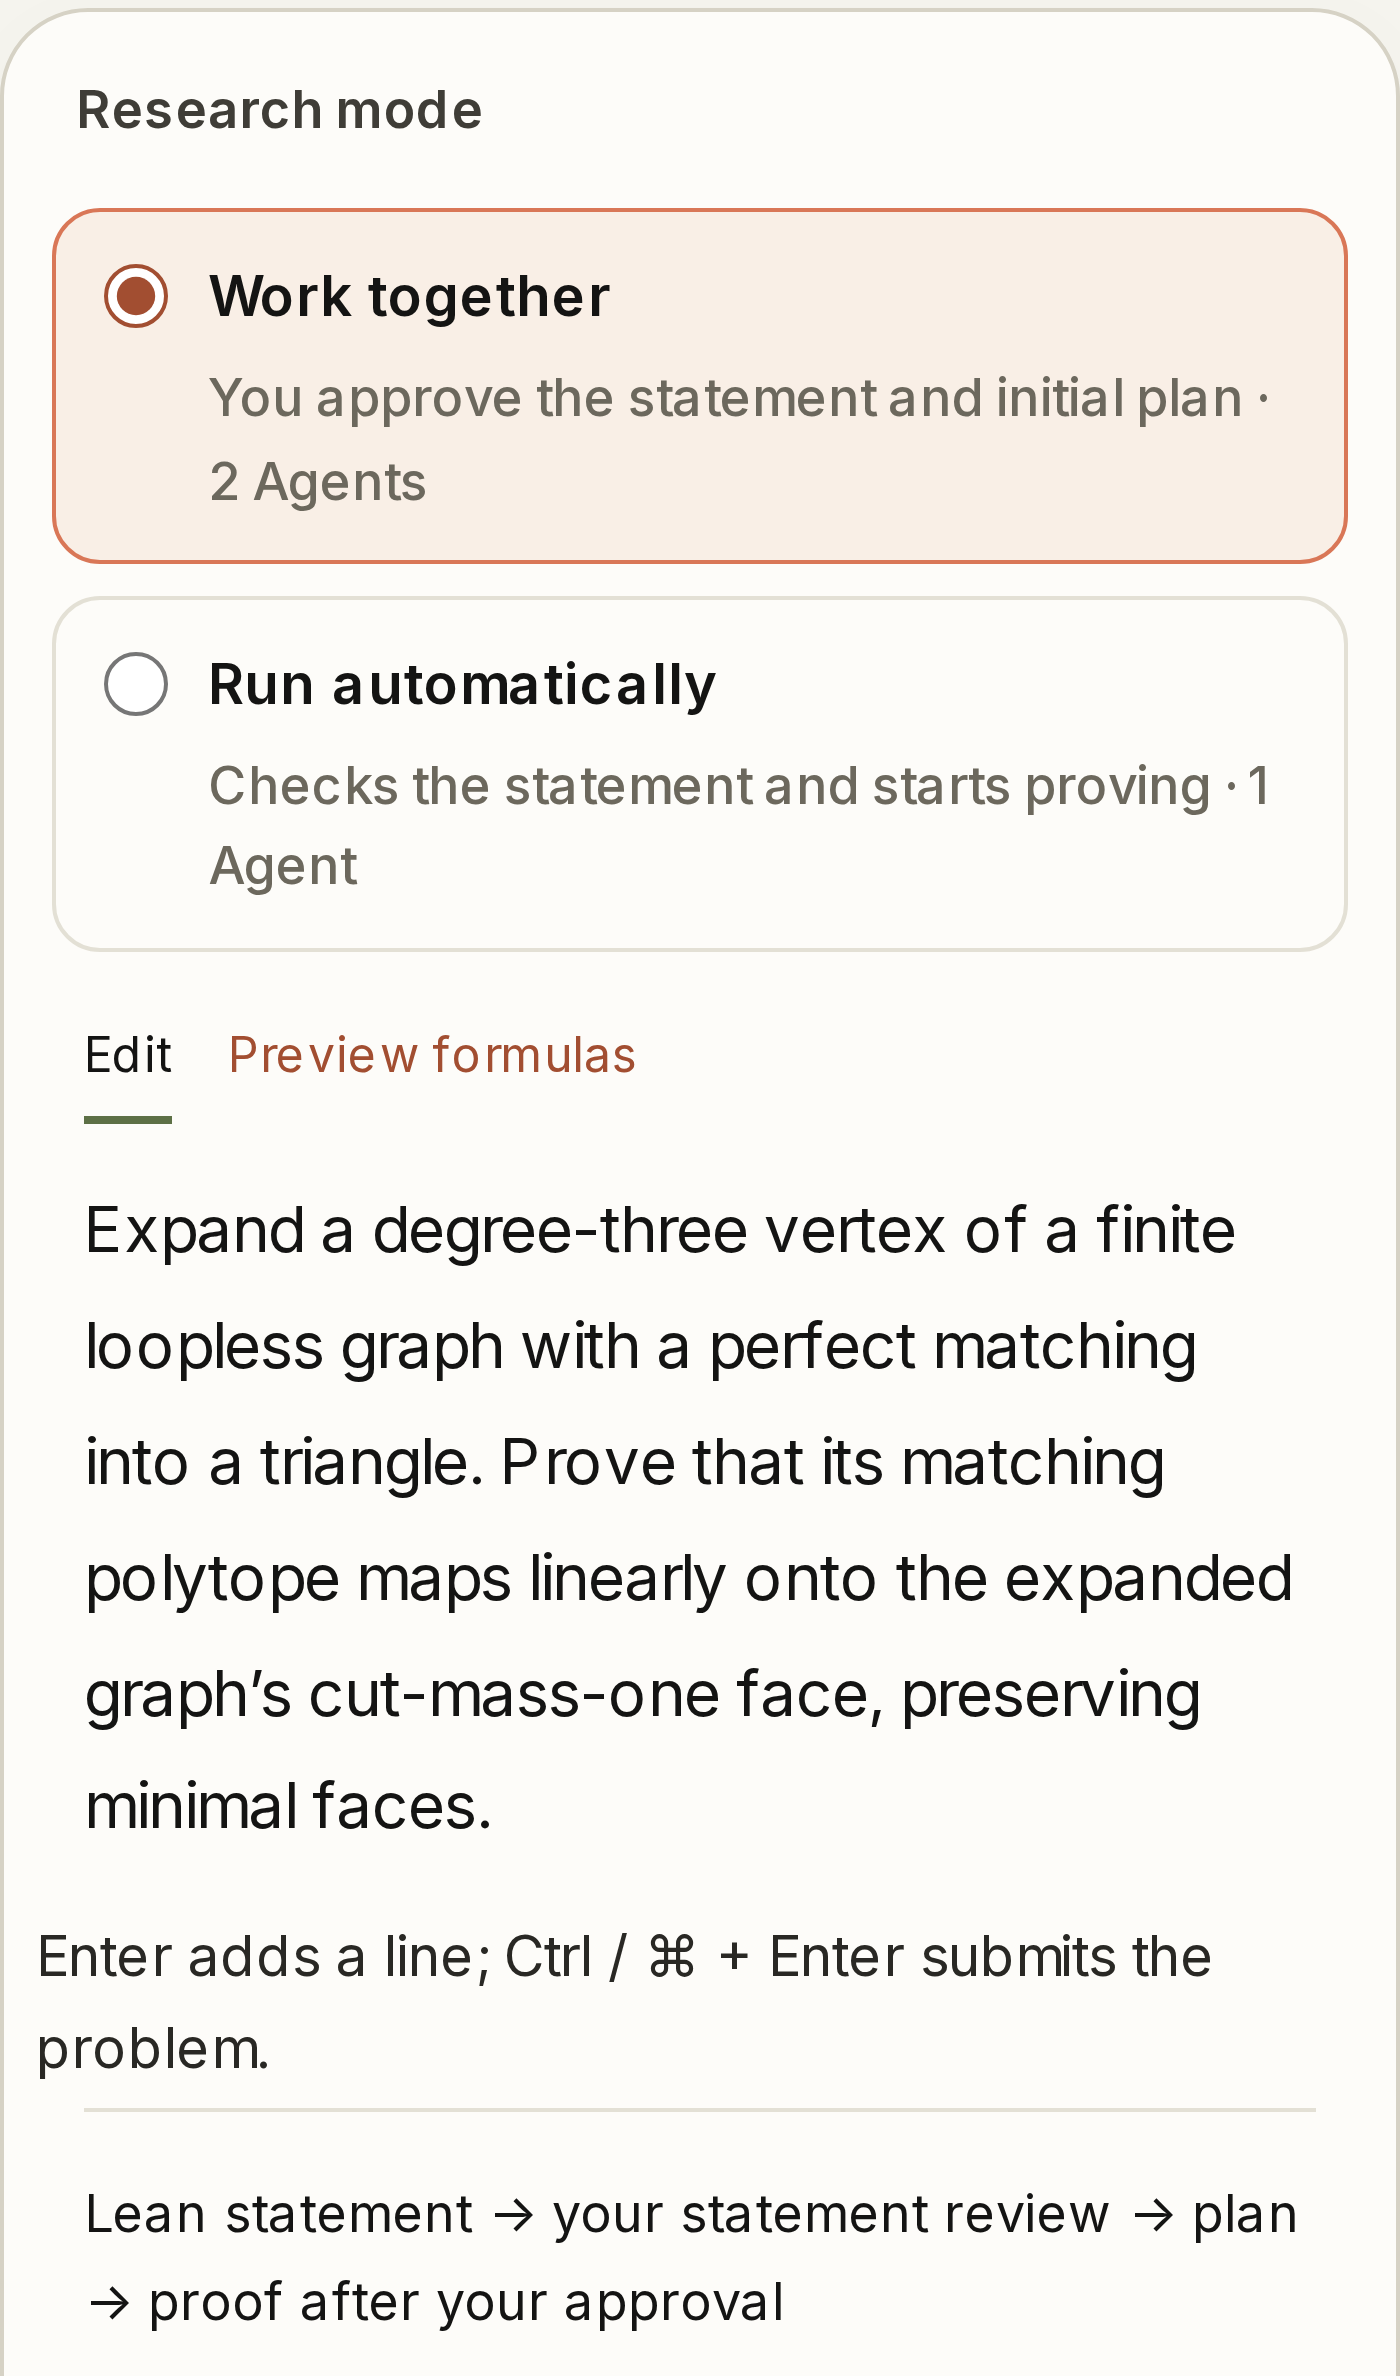 Research mode
Work together
You approve the statement and initial plan ·
2 Agents
Run automatically
Checks the statement and starts proving · 1
Agent
Edit Preview formulas
Expand a degree-three vertex of a finite
loopless graph with a perfect matching
into a triangle. Prove that its matching
polytope maps linearly onto the expanded
graph’s cut-mass-one face, preserving
minimal faces.
Enter adds a line; Ctrl / ⌘ + Enter submits the
problem.
Lean statement → your statement review → plan
→ proof after your approval